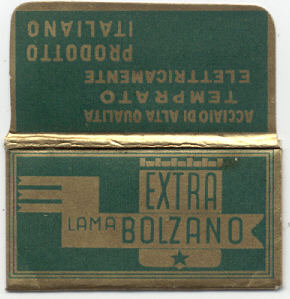 PRODOTTO
ITALIANO
ACCIAIO DI ALTA QUALITÀ
TEMPRATO
ELETTRICAMENTE
EXTRA
LAMA BOLZANO